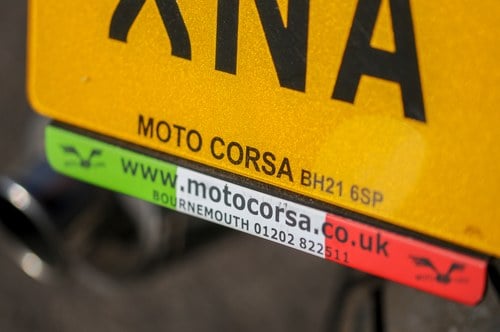 XNA
MOTO CORSA BH21 6SP
www.motocorsa.co.uk
BOURNEMOUTH 01202 822511